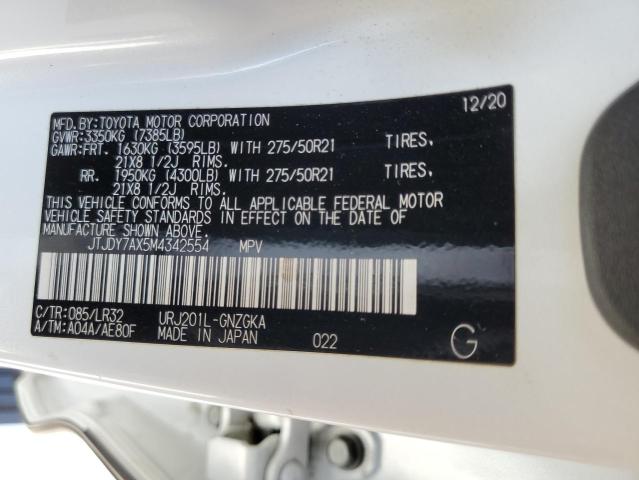 12/20
MFD.BY:TOYOTA MOTOR CORPORATION
GVWR:3350KG (7385LB)
GAWR:FRT. 1630KG (3595LB) WITH 275/50R21 TIRES,
21X8 1/2J RIMS.
RR. 1950KG (4300LB) WITH 275/50R21 TIRES,
21X8 1/2J RIMS.
THIS VEHICLE CONFORMS TO ALL APPLICABLE FEDERAL MOTOR
VEHICLE SAFETY STANDARDS IN EFFECT ON THE DATE OF
MANUFACTURE SHOWN ABOVE.
JTJDY7AX5M4342554 MPV
C/TR:085/LR32 URJ201L-GNZGKA
A/TM:A04A/AE80F MADE IN JAPAN 022 G